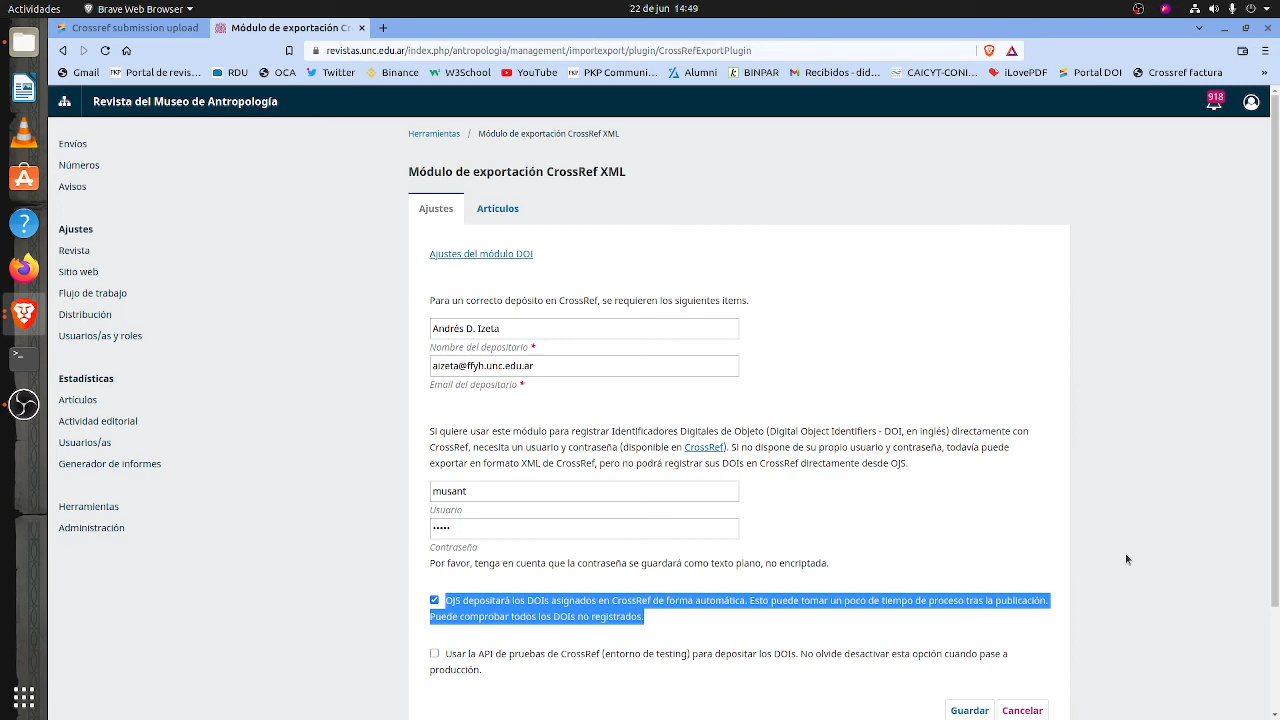 Actividades
Brave Web Browser
22 de jun 14:49
Crossref submission upload
Módulo de exportación Cr
revistas.unc.edu.ar/index.php/antropologia/management/importexport/plugin/CrossRefExportPlugin
Gmail
Portal de revis...
RDU
OCA
Twitter
Binance
W3School
YouTube
PKP Communi...
Alumni
BINPAR
Recibidos - did...
CAICYT-CONI...
iLovePDF
Portal DOI
Crossref factura
»
Revista del Museo de Antropología
918
Herramientas / Módulo de exportación CrossRef XML
Envíos
Números
Avisos
Ajustes
Revista
Sitio web
Flujo de trabajo
Distribución
Usuarios/as y roles
Estadísticas
Artículos
Actividad editorial
Usuarios/as
Generador de informes
Herramientas
Administración
Módulo de exportación CrossRef XML
Ajustes
Artículos
Ajustes del módulo DOI
Para un correcto depósito en CrossRef, se requieren los siguientes ítems.
Andrés D. Izeta
Nombre del depositario *
aizeta@ffyh.unc.edu.ar
Email del depositario *
Si quiere usar este módulo para registrar Identificadores Digitales de Objeto (Digital Object Identifiers - DOI, en inglés) directamente con
CrossRef, necesita un usuario y contraseña (disponible en CrossRef). Si no dispone de su propio usuario y contraseña, todavía puede
exportar en formato XML de CrossRef, pero no podrá registrar sus DOIs en CrossRef directamente desde OJS.
musant
Usuario
•••••
Contraseña
Por favor, tenga en cuenta que la contraseña se guardará como texto plano, no encriptada.
OJS depositará los DOIs asignados en CrossRef de forma automática. Esto puede tomar un poco de tiempo de proceso tras la publicación.
Puede comprobar todos los DOIs no registrados.
Usar la API de pruebas de CrossRef (entorno de testing) para depositar los DOIs. No olvide desactivar esta opción cuando pase a
producción.
Guardar
Cancelar